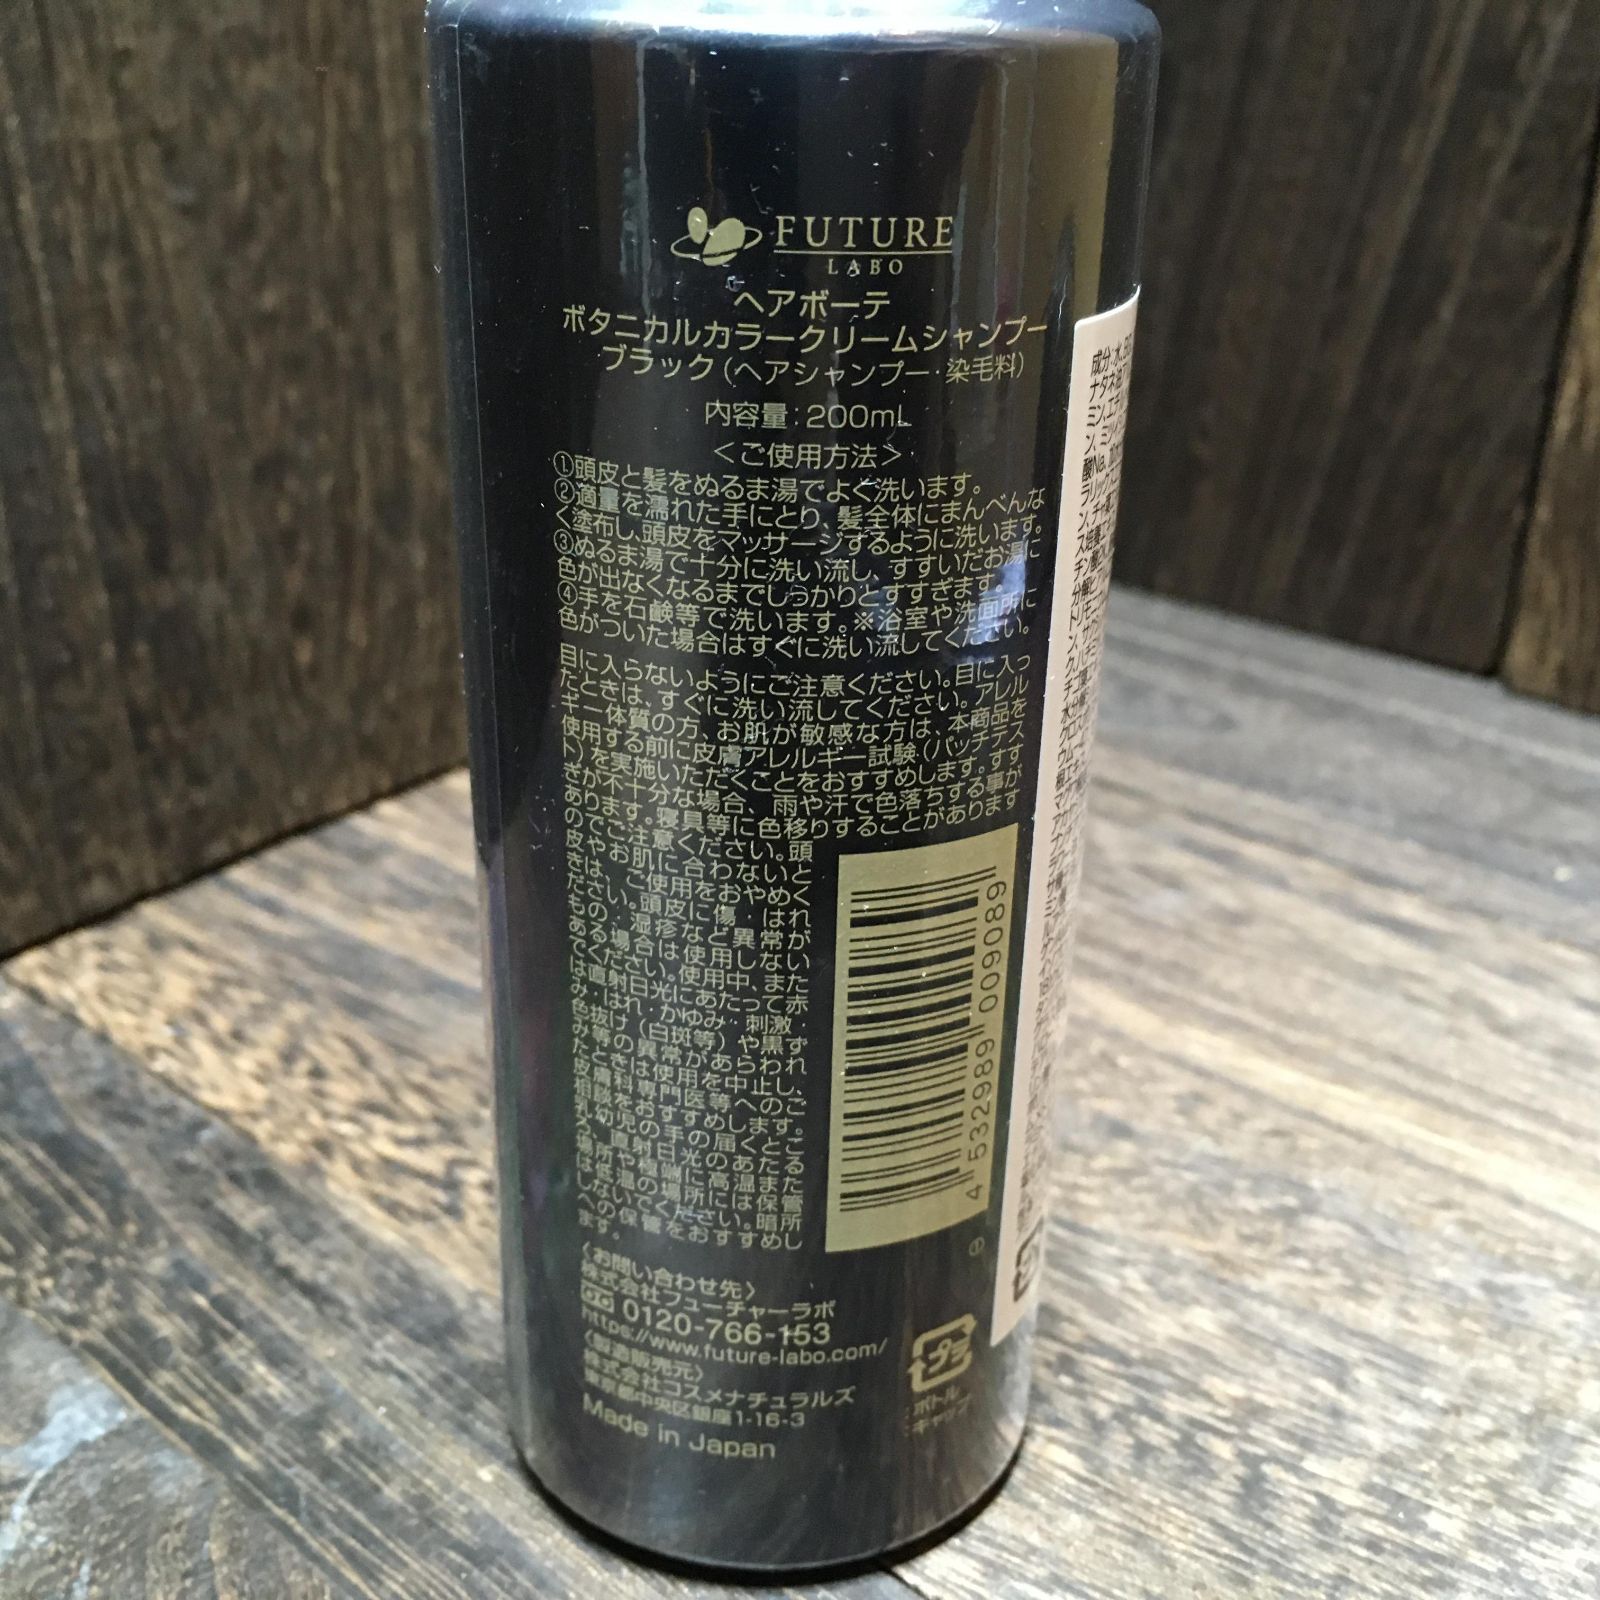 FUTURE
LABO
ヘアボーテ
ボタニカルカラークリームシャンプー
ブラック（ヘアシャンプー・染毛料）
内容量：200mL
＜ご使用方法＞
①頭皮と髪をぬるま湯でよく洗います。
②適量を濡れた手にとり、髪全体にまんべんな
く塗布し、頭皮をマッサージするように洗います。
③ぬるま湯で十分に洗い流し、すすいだお湯に
色が出なくなるまでしっかりとすすぎます。
④手を石鹸等で洗います。※浴室や洗面所に
色がついた場合はすぐに洗い流してください。
目に入らないようにご注意ください。目に入っ
たときは、すぐに洗い流してください。アレル
ギー体質の方、お肌が敏感な方は、本商品を
使用する前に皮膚アレルギー試験（パッチテス
ト）を実施いただくことをおすすめします。すす
ぎが不十分な場合、雨や汗で色落ちする事が
あります。寝具等に色移りすることがあります
のでご注意ください。頭
皮やお肌に合わないと
きは、ご使用をおやめく
ださい。頭皮に傷・はれ
もの・湿疹など異常が
ある場合は使用しない
でください。使用中、また
は直射日光にあたって赤
み・はれ・かゆみ・刺激・
色抜け（白斑等）や黒ず
み等の異常があらわれ
たときは使用を中止し、
皮膚科専門医等へのご
相談をおすすめします。
乳幼児の手の届くとこ
ろ、直射日光のあたる
場所や極端に高温また
は低温の場所には保管
しないでください。暗所
への保管をおすすめし
ます。
〈お問い合わせ先〉
株式会社フューチャーラボ
0120-766-153
https://www.future-labo.com/
〈製造販売元〉
株式会社コスメナチュラルズ
東京都中央区銀座1-16-3
Made in Japan
4 532989 009089
①
プラ
ボトル
キャップ
成分:水、
ナタネ